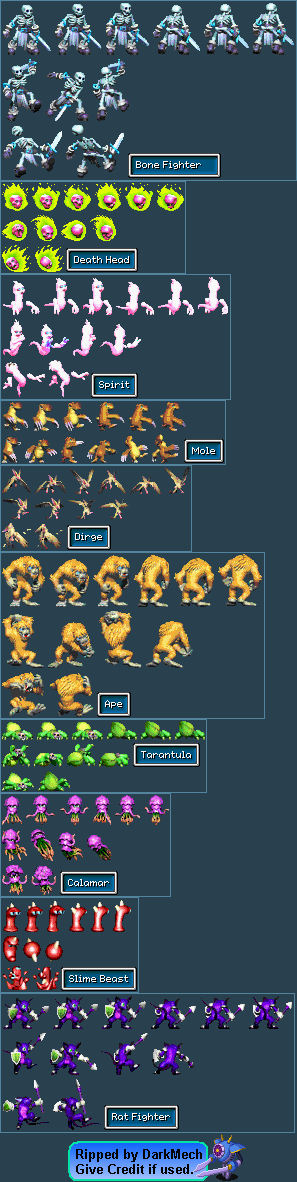 Bone Fighter
Death Head
Spirit
Mole
Dirge
Ape
Tarantula
Calamar
Slime Beast
Rat Fighter
Ripped by DarkMech
Give Credit if used.